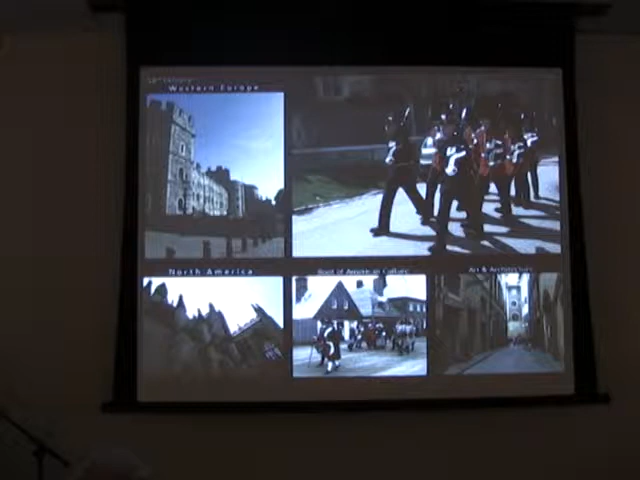 Western Europe
North America
Root of American Culture
Art & Architecture